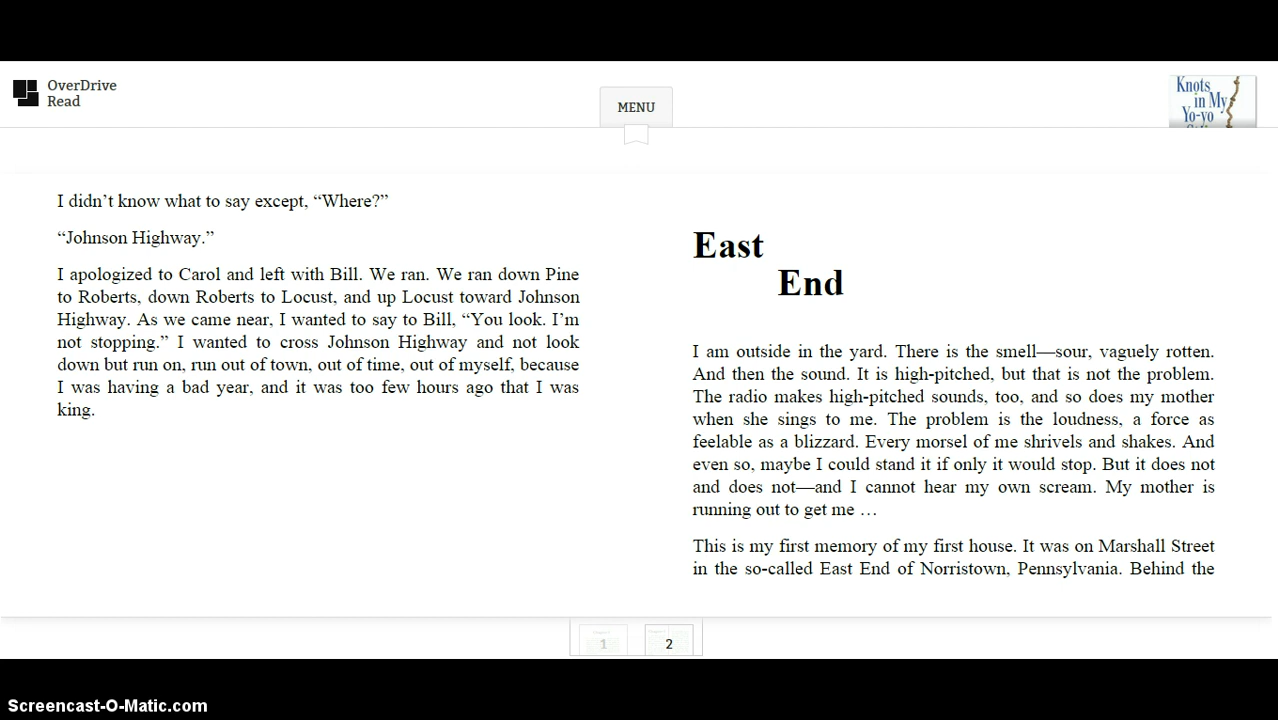 OverDrive
Read
MENU
Knots
in My
Yo-yo
I didn’t know what to say except, “Where?”
“Johnson Highway.”
I apologized to Carol and left with Bill. We ran. We ran down Pine
to Roberts, down Roberts to Locust, and up Locust toward Johnson
Highway. As we came near, I wanted to say to Bill, “You look. I’m
not stopping.” I wanted to cross Johnson Highway and not look
down but run on, run out of town, out of time, out of myself, because
I was having a bad year, and it was too few hours ago that I was
king.
East
End
I am outside in the yard. There is the smell—sour, vaguely rotten.
And then the sound. It is high-pitched, but that is not the problem.
The radio makes high-pitched sounds, too, and so does my mother
when she sings to me. The problem is the loudness, a force as
feelable as a blizzard. Every morsel of me shrivels and shakes. And
even so, maybe I could stand it if only it would stop. But it does not
and does not—and I cannot hear my own scream. My mother is
running out to get me …
This is my first memory of my first house. It was on Marshall Street
in the so-called East End of Norristown, Pennsylvania. Behind the
1
2
Screencast-O-Matic.com